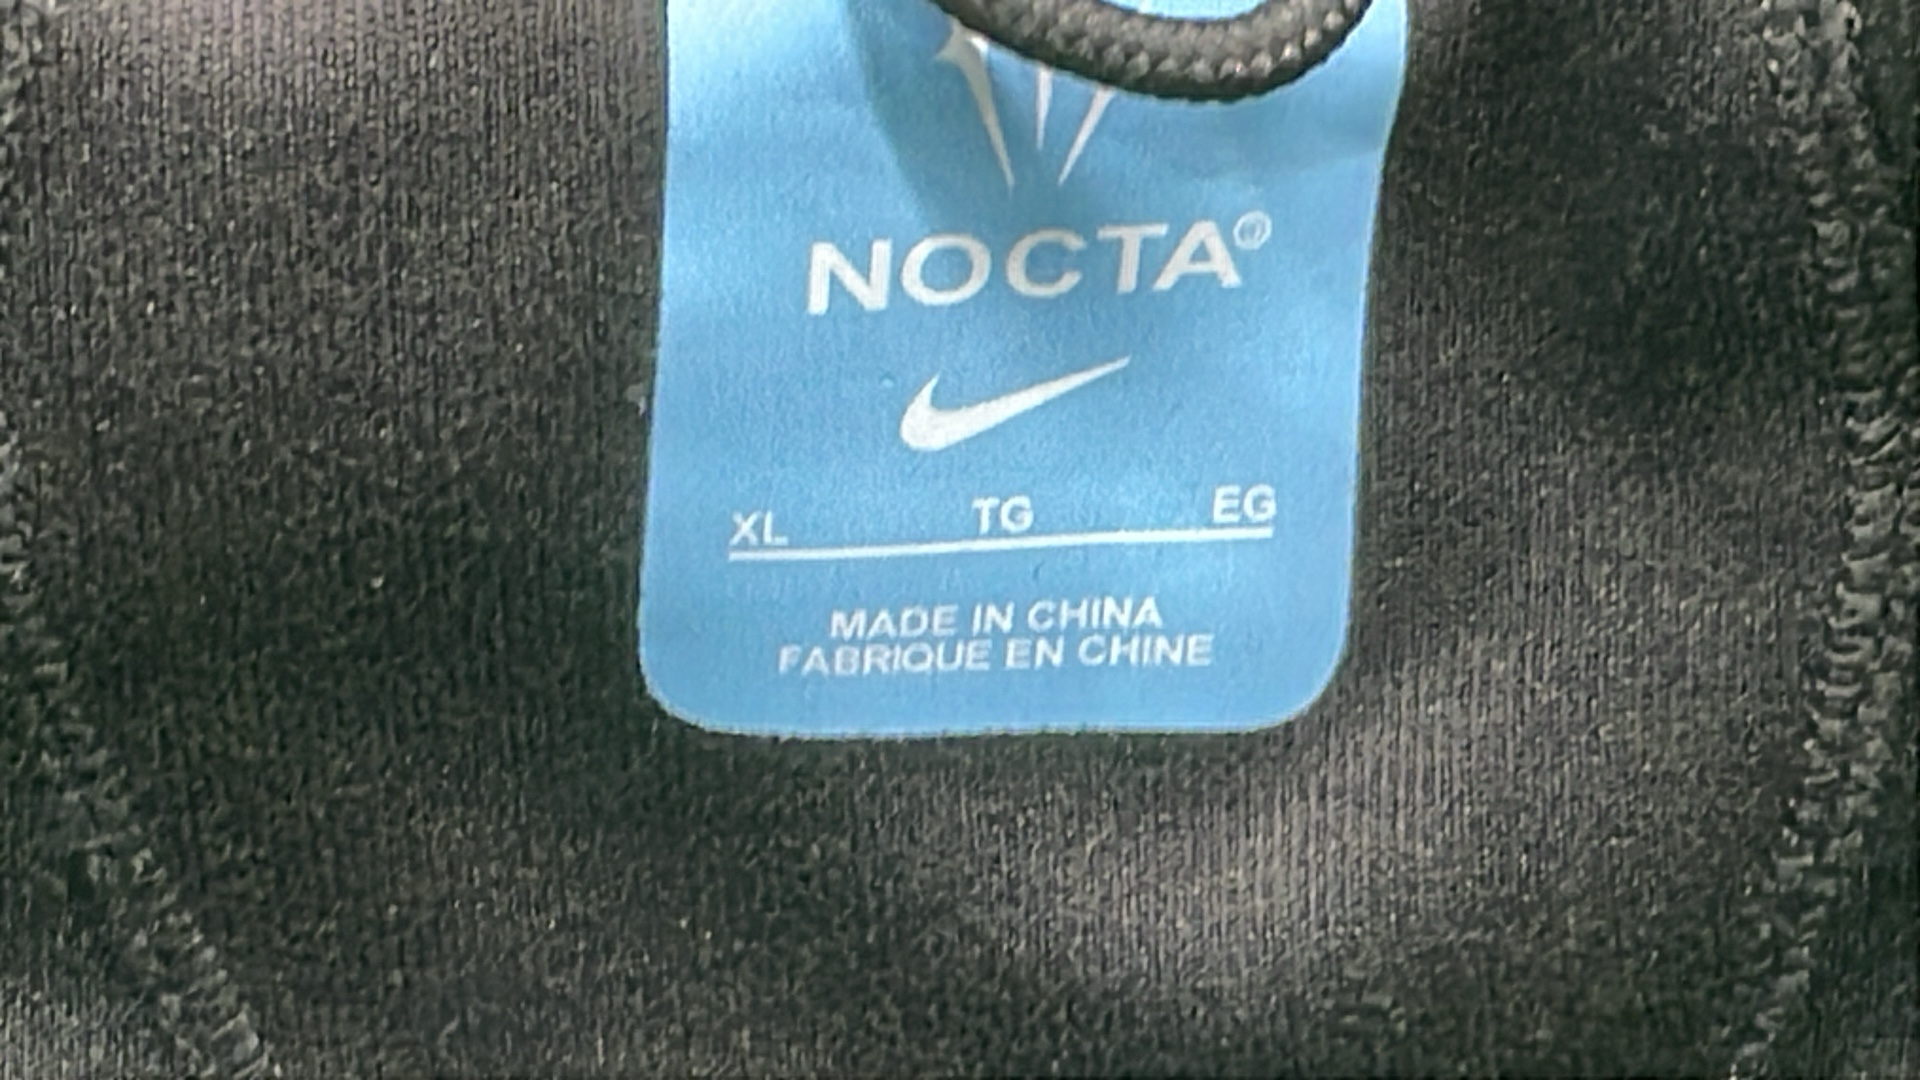 NOCTA®
XL TG EG
MADE IN CHINA
FABRIQUE EN CHINE